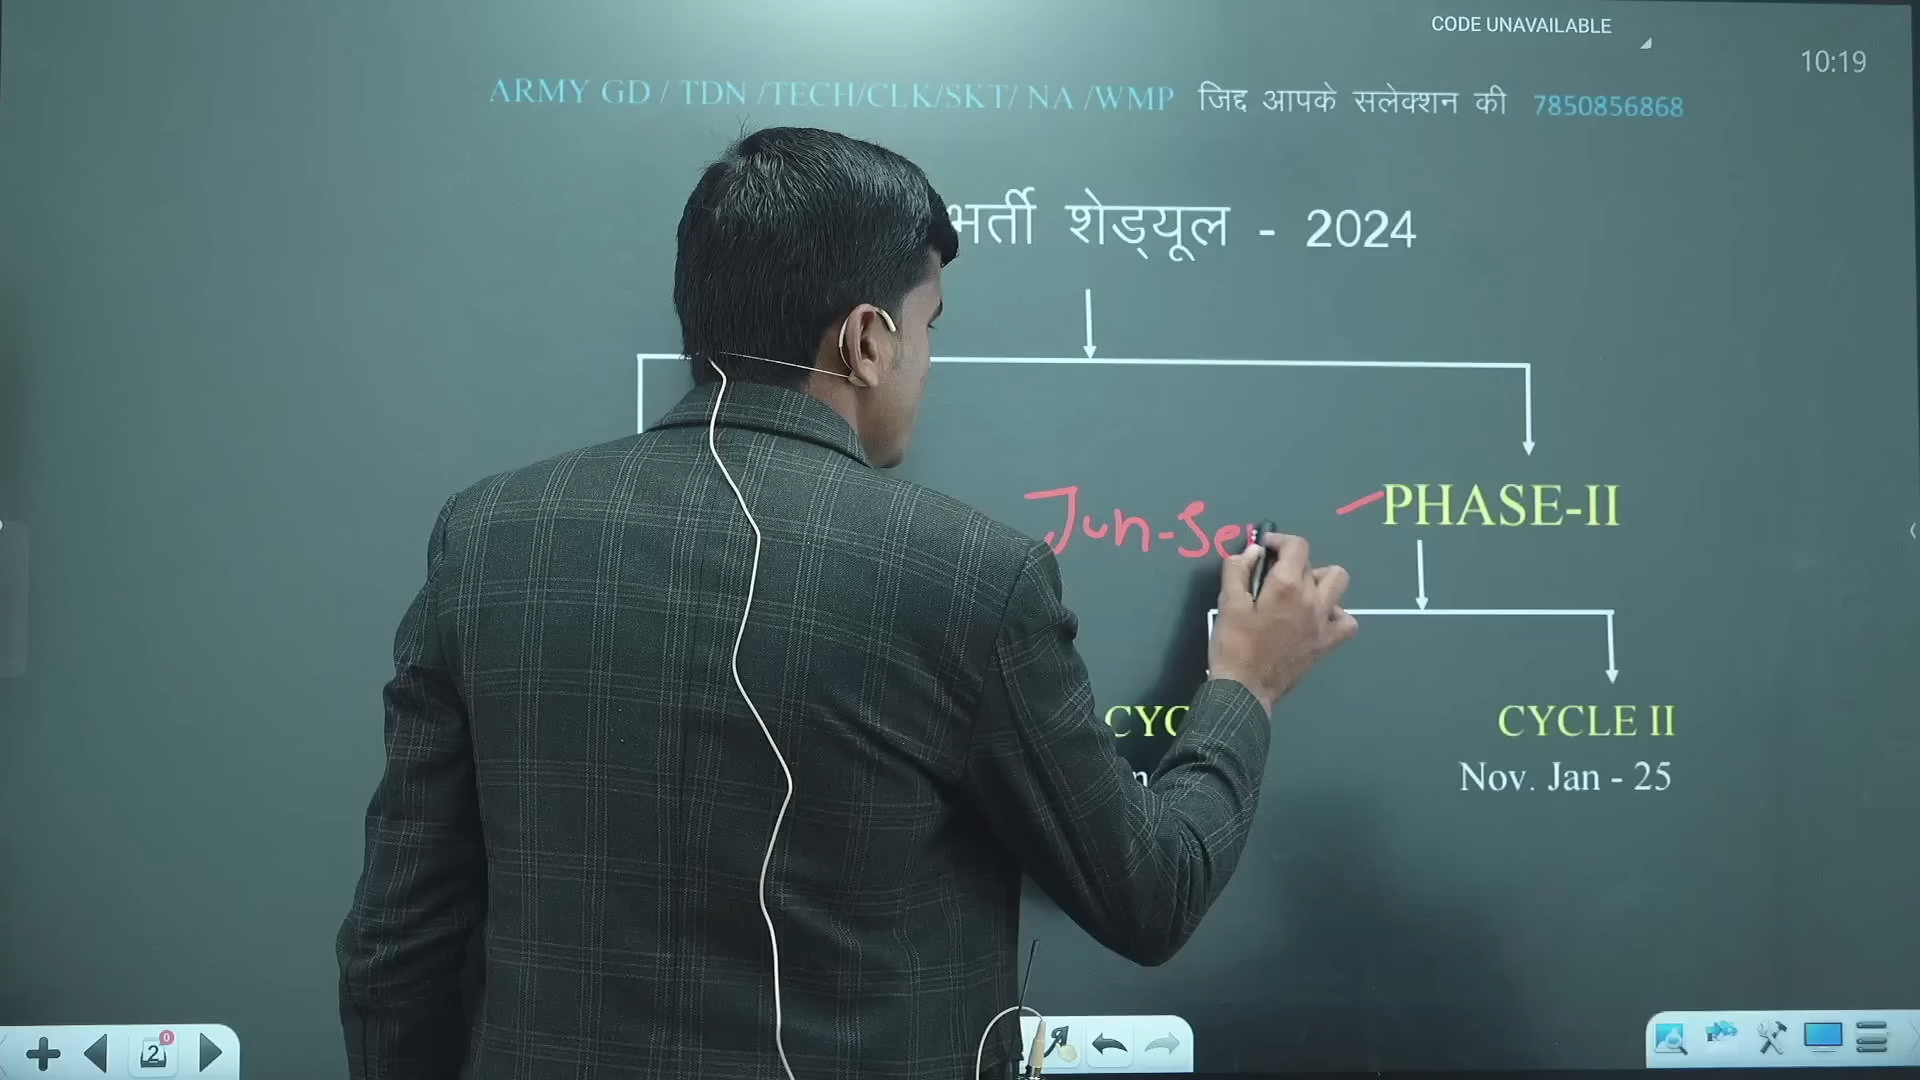 CODE UNAVAILABLE
10:19
ARMY GD / TDN /TECH/CLK/SKT/ NA /WMP जिद्द आपके सलेक्शन की 7850856868
भर्ती शेड्यूल - 2024
Jun-Se
PHASE-II
CYC
CYCLE II
Nov. Jan - 25
2
0